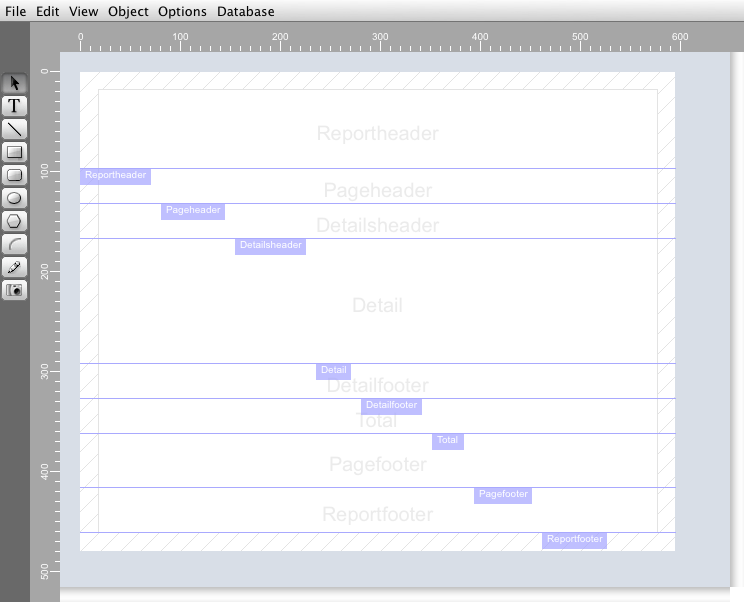 File Edit View Object Options Database
0 100 200 300 400 500 600
0
Reportheader
100
Reportheader
Pageheader
Pageheader
Detailsheader
Detailsheader
200
Detail
300
Detail
Detailfooter
Detailfooter
Total
Total
400
Pagefooter
Pagefooter
Reportfooter
Reportfooter
500
T